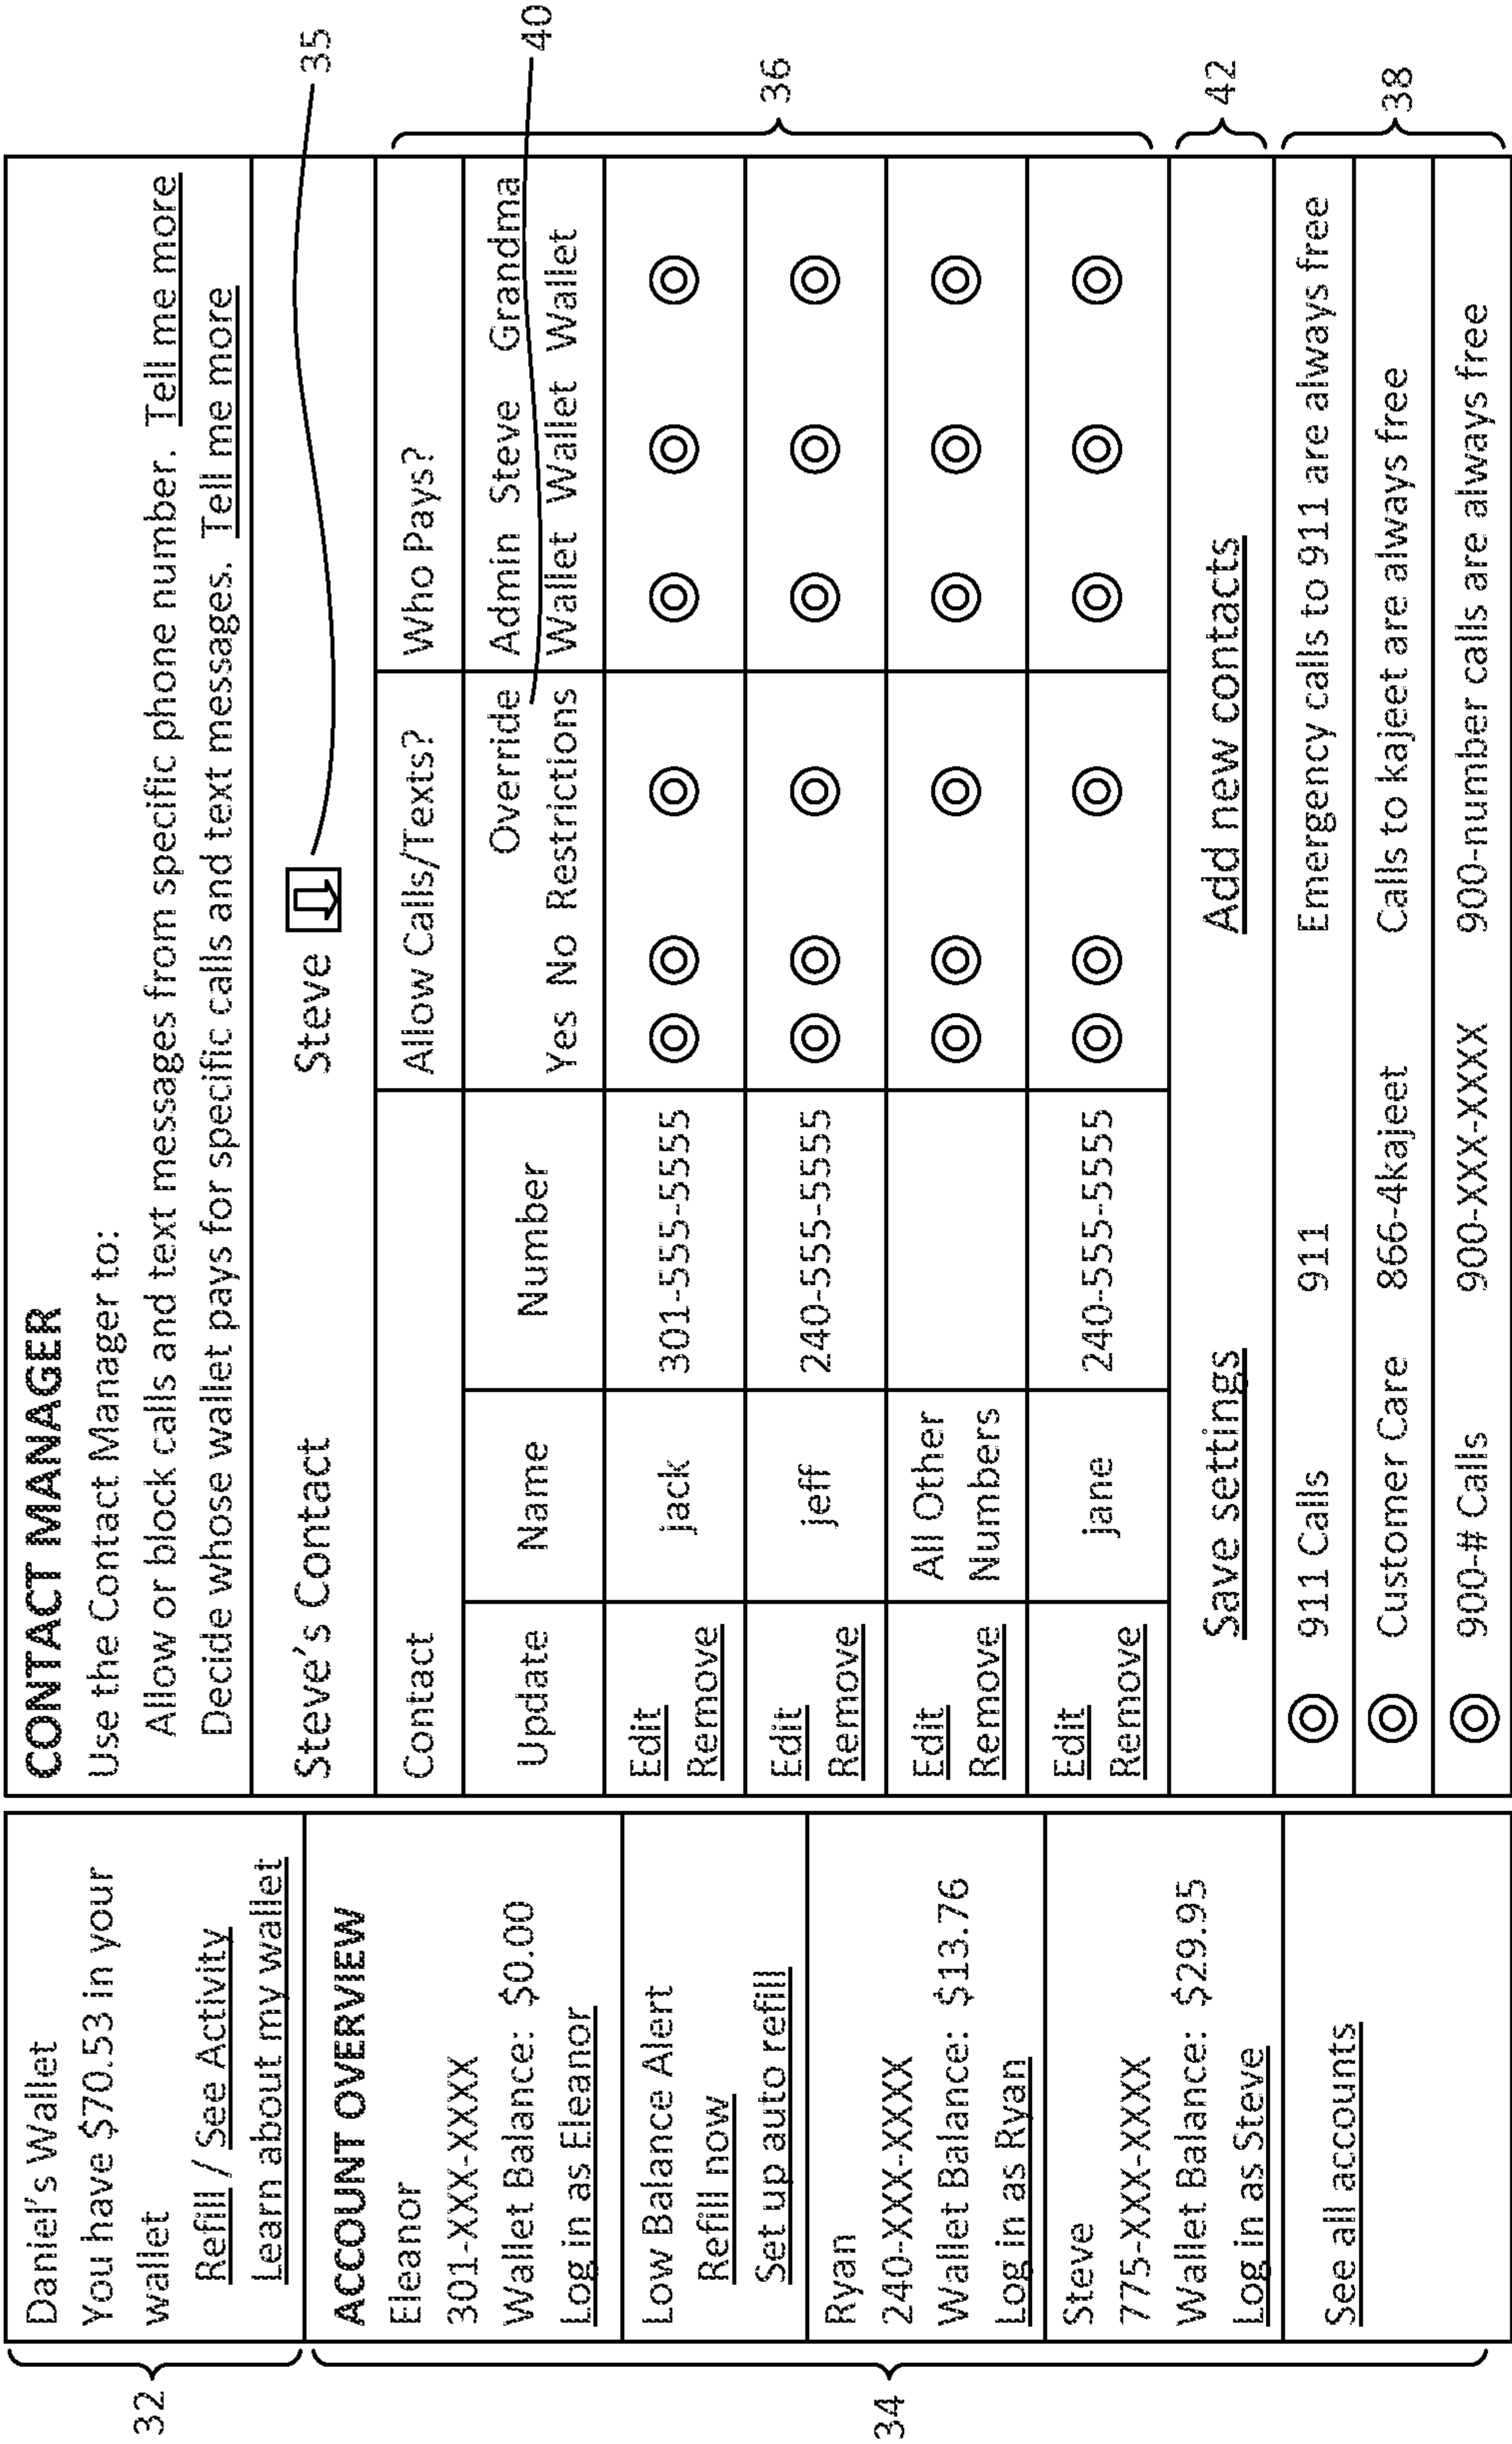 Daniel's Wallet
You have $70.53 in your
wallet
Refill / See Activity
Learn about my wallet
32
ACCOUNT OVERVIEW
Eleanor
301-XXX-XXXX
Wallet Balance: $0.00
Log in as Eleanor
Low Balance Alert
Refill now
Set up auto refill
Ryan
240-XXX-XXXX
Wallet Balance: $13.76
Log in as Ryan
Steve
775-XXX-XXXX
Wallet Balance: $29.95
Log in as Steve
See all accounts
34
CONTACT MANAGER
Use the Contact Manager to:
Allow or block calls and text messages from specific phone number. Tell me more
Decide whose wallet pays for specific calls and text messages. Tell me more
Steve's Contact Steve
35
Contact Allow Calls/Texts? Who Pays?
Update Name Number
Override Admin Steve Grandma
Yes No Restrictions Wallet Wallet Wallet
40
Edit jack 301-555-5555
Remove
Edit jeff 240-555-5555
Remove
Edit All Other
Remove Numbers
Edit jane 240-555-5555
Remove
36
Save settings Add new contacts
42
911 Calls 911 Emergency calls to 911 are always free
Customer Care 866-4kajeet Calls to kajeet are always free
900-# Calls 900-XXX-XXXX 900-number calls are always free
38